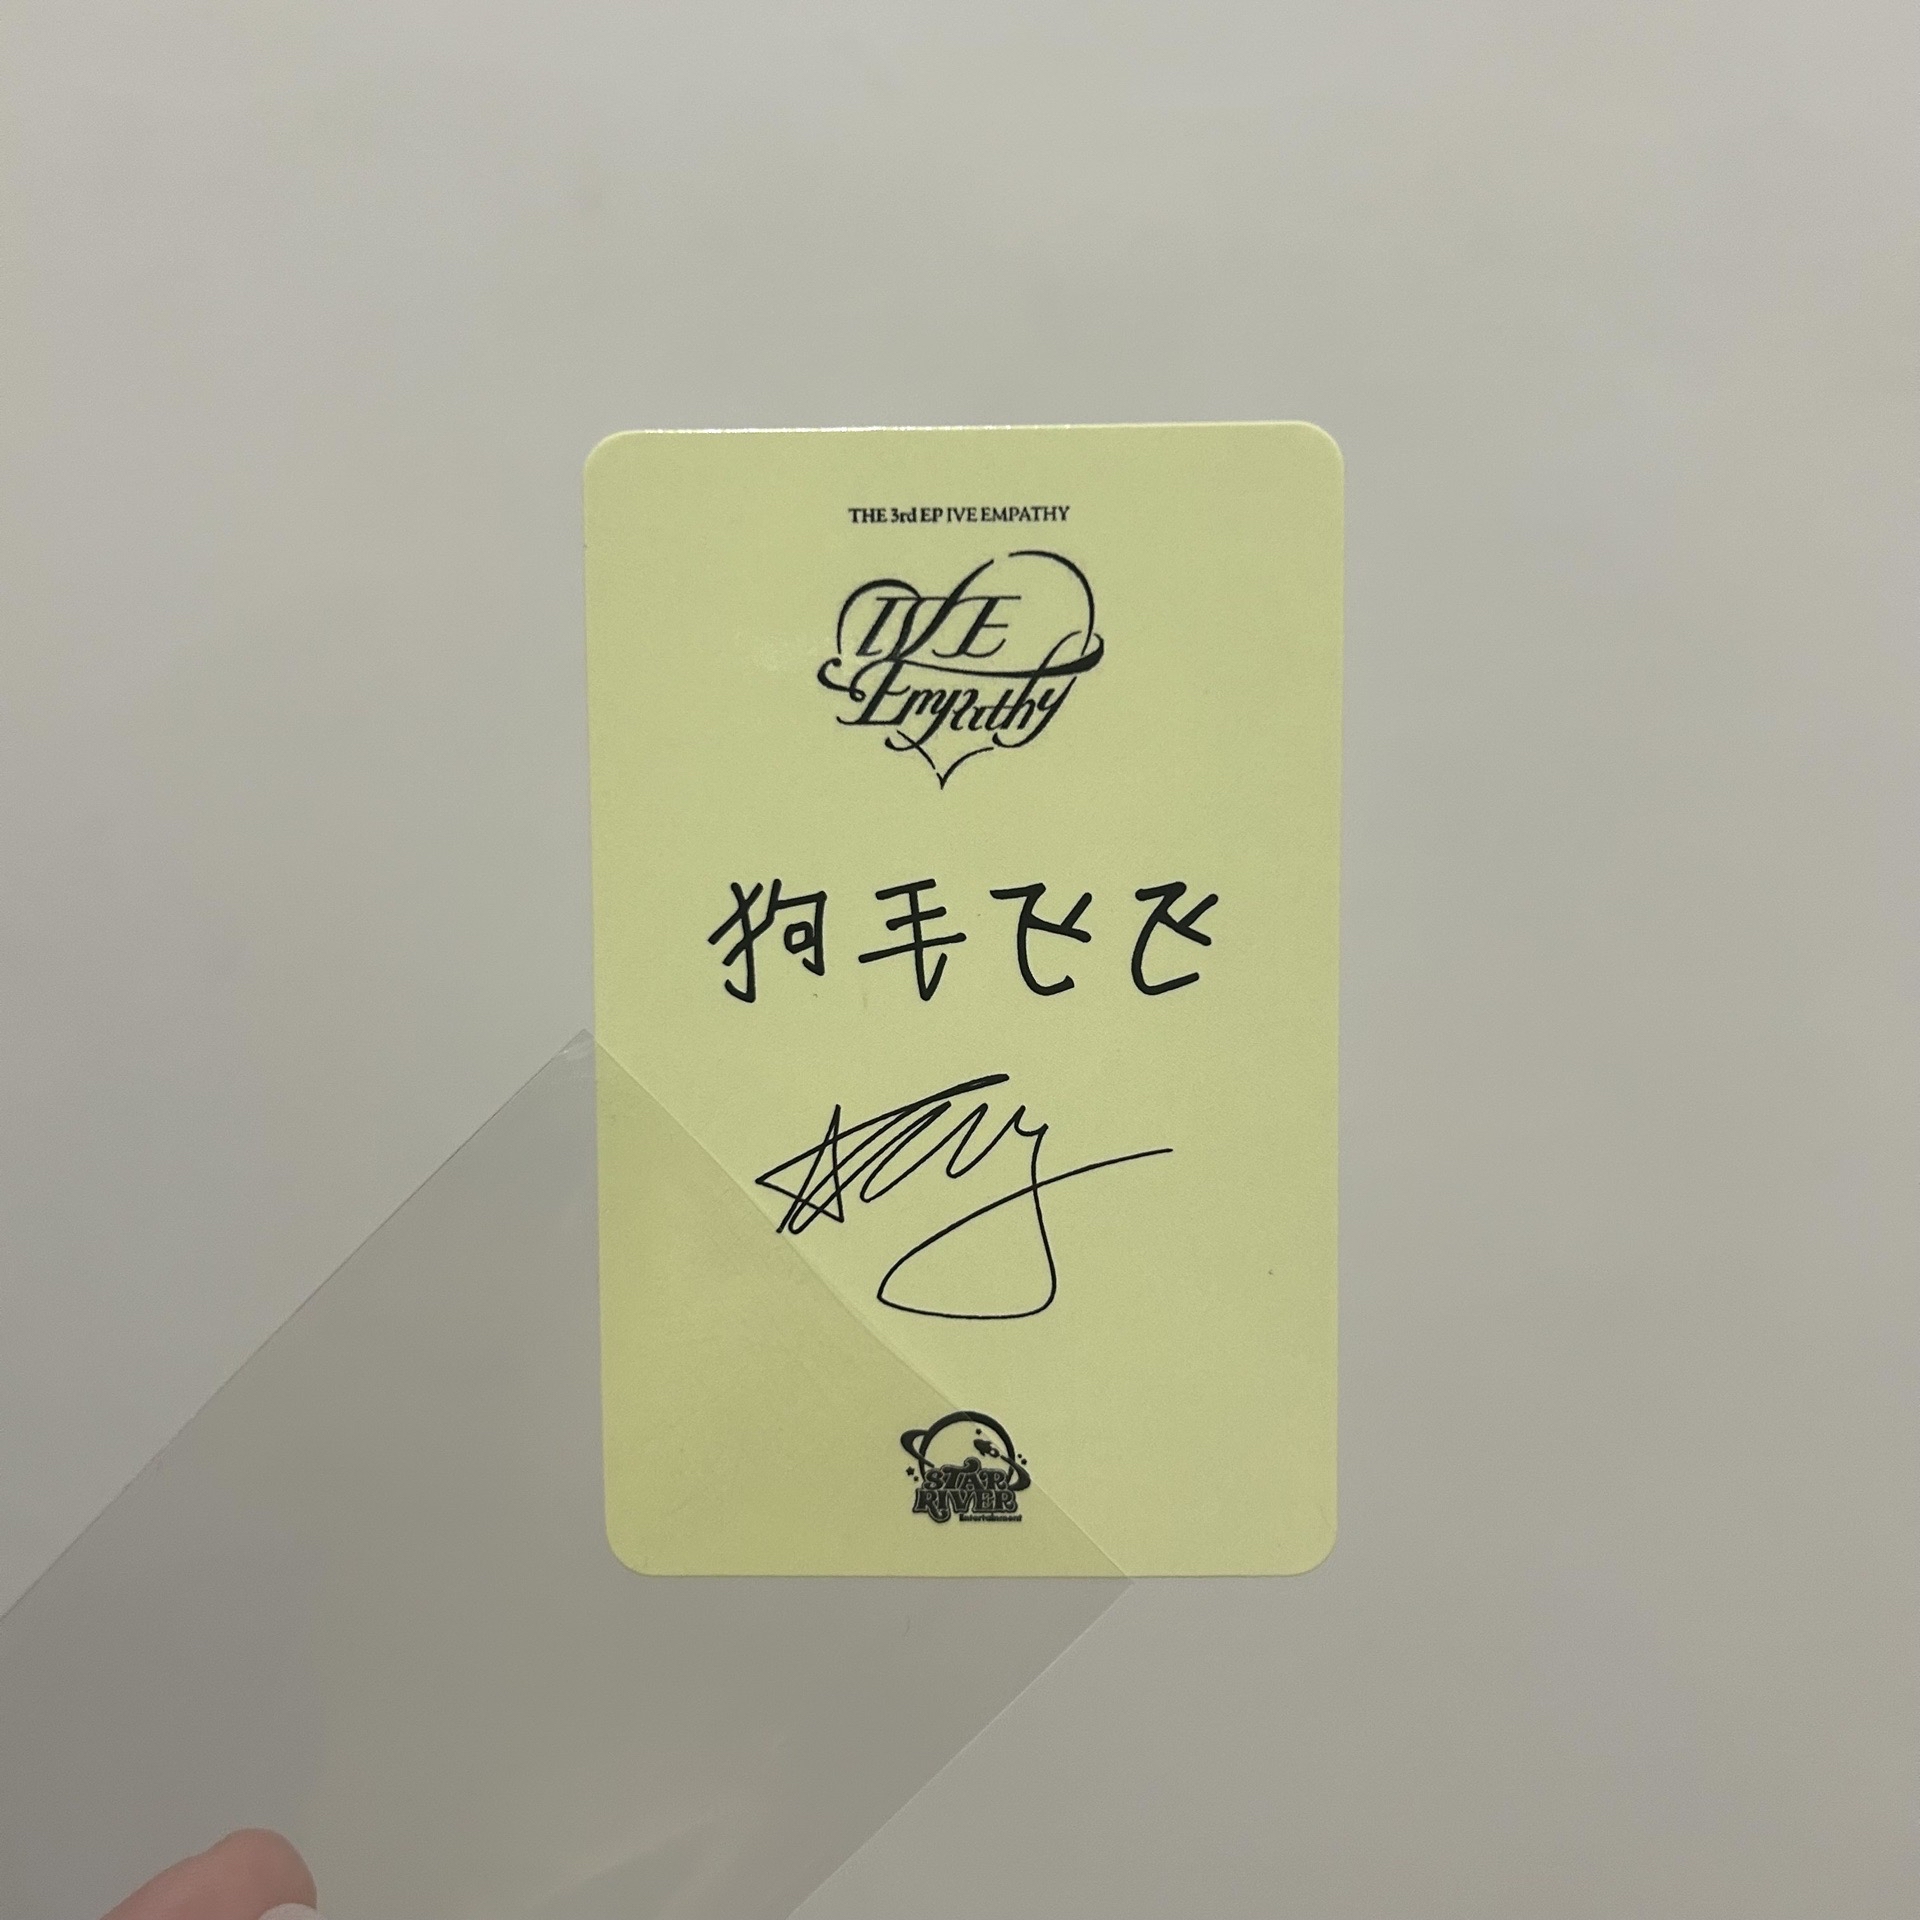 THE 3rd EP IVE EMPATHY
IVE
Empathy
狗毛飞飞
STAR
RIVER
Entertainment